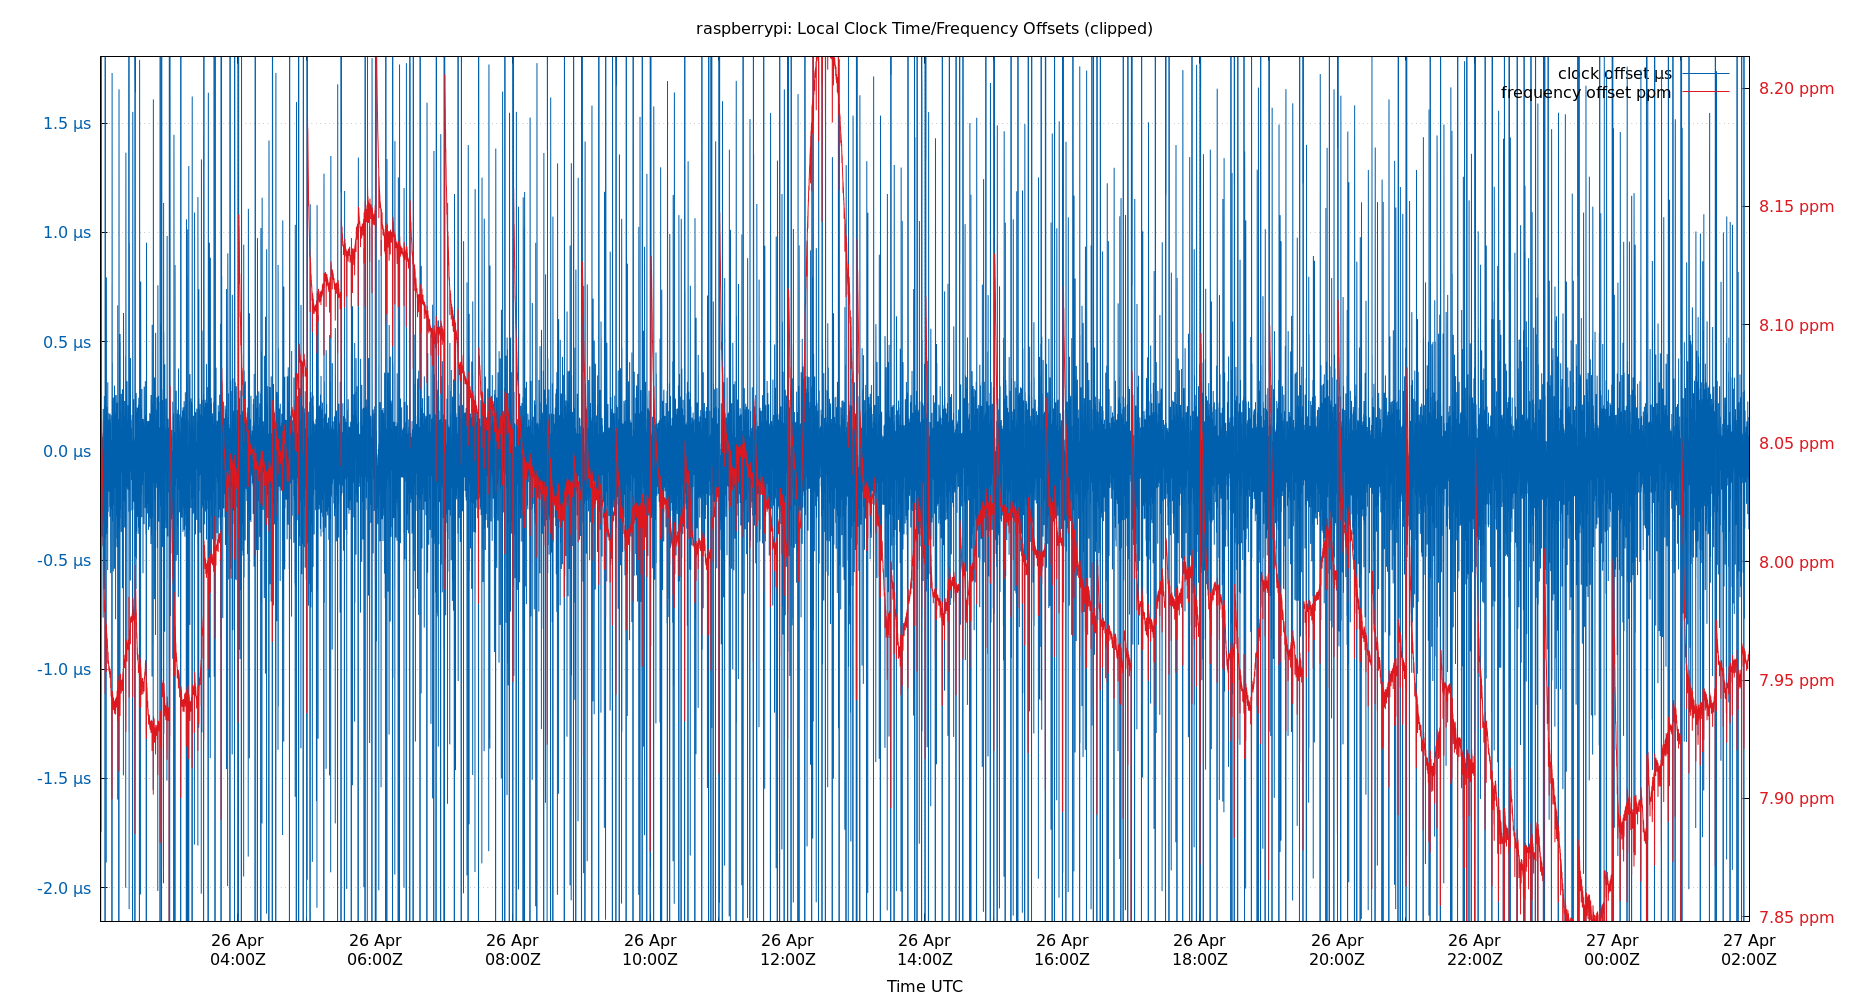 raspberrypi: Local Clock Time/Frequency Offsets (clipped)
clock offset µs
frequency offset ppm
1.5 µs
1.0 µs
0.5 µs
0.0 µs
-0.5 µs
-1.0 µs
-1.5 µs
-2.0 µs
8.20 ppm
8.15 ppm
8.10 ppm
8.05 ppm
8.00 ppm
7.95 ppm
7.90 ppm
7.85 ppm
26 Apr
04:00Z
26 Apr
06:00Z
26 Apr
08:00Z
26 Apr
10:00Z
26 Apr
12:00Z
26 Apr
14:00Z
26 Apr
16:00Z
26 Apr
18:00Z
26 Apr
20:00Z
26 Apr
22:00Z
27 Apr
00:00Z
27 Apr
02:00Z
Time UTC